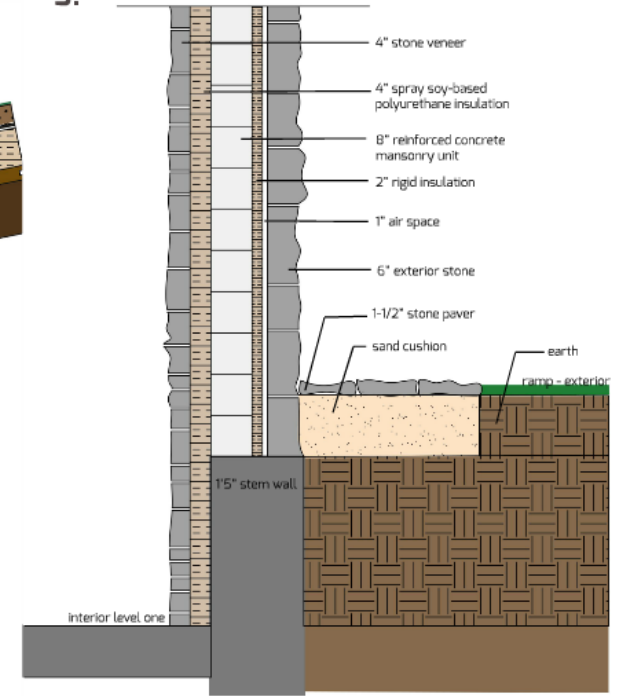 4" stone veneer
4" spray soy-based
polyurethane insulation
8" reinforced concrete
mansonry unit
2" rigid insulation
1" air space
6" exterior stone
1-1/2" stone paver
sand cushion
earth
ramp - exterior
1'5" stem wall
interior level one